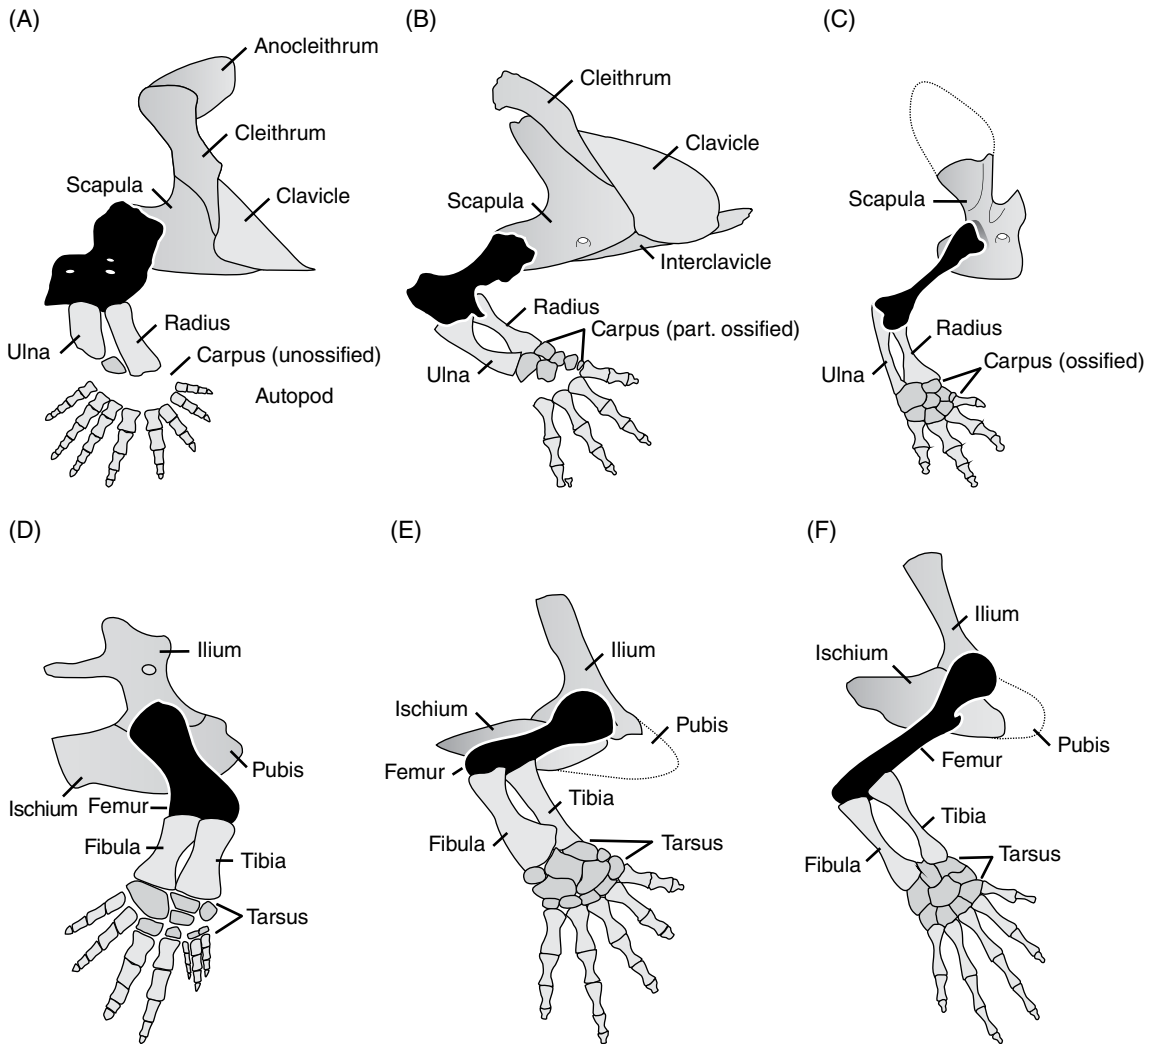 (A)
Anocleithrum
Cleithrum
Scapula
Clavicle
Ulna
Radius
Carpus (unossified)
Autopod
(B)
Cleithrum
Clavicle
Scapula
Interclavicle
Radius
Carpus (part. ossified)
Ulna
(C)
Scapula
Radius
Ulna
Carpus (ossified)
(D)
Ilium
Pubis
Ischium
Femur
Fibula
Tibia
Tarsus
(E)
Ilium
Ischium
Pubis
Femur
Tibia
Fibula
Tarsus
(F)
Ilium
Ischium
Pubis
Femur
Tibia
Fibula
Tarsus